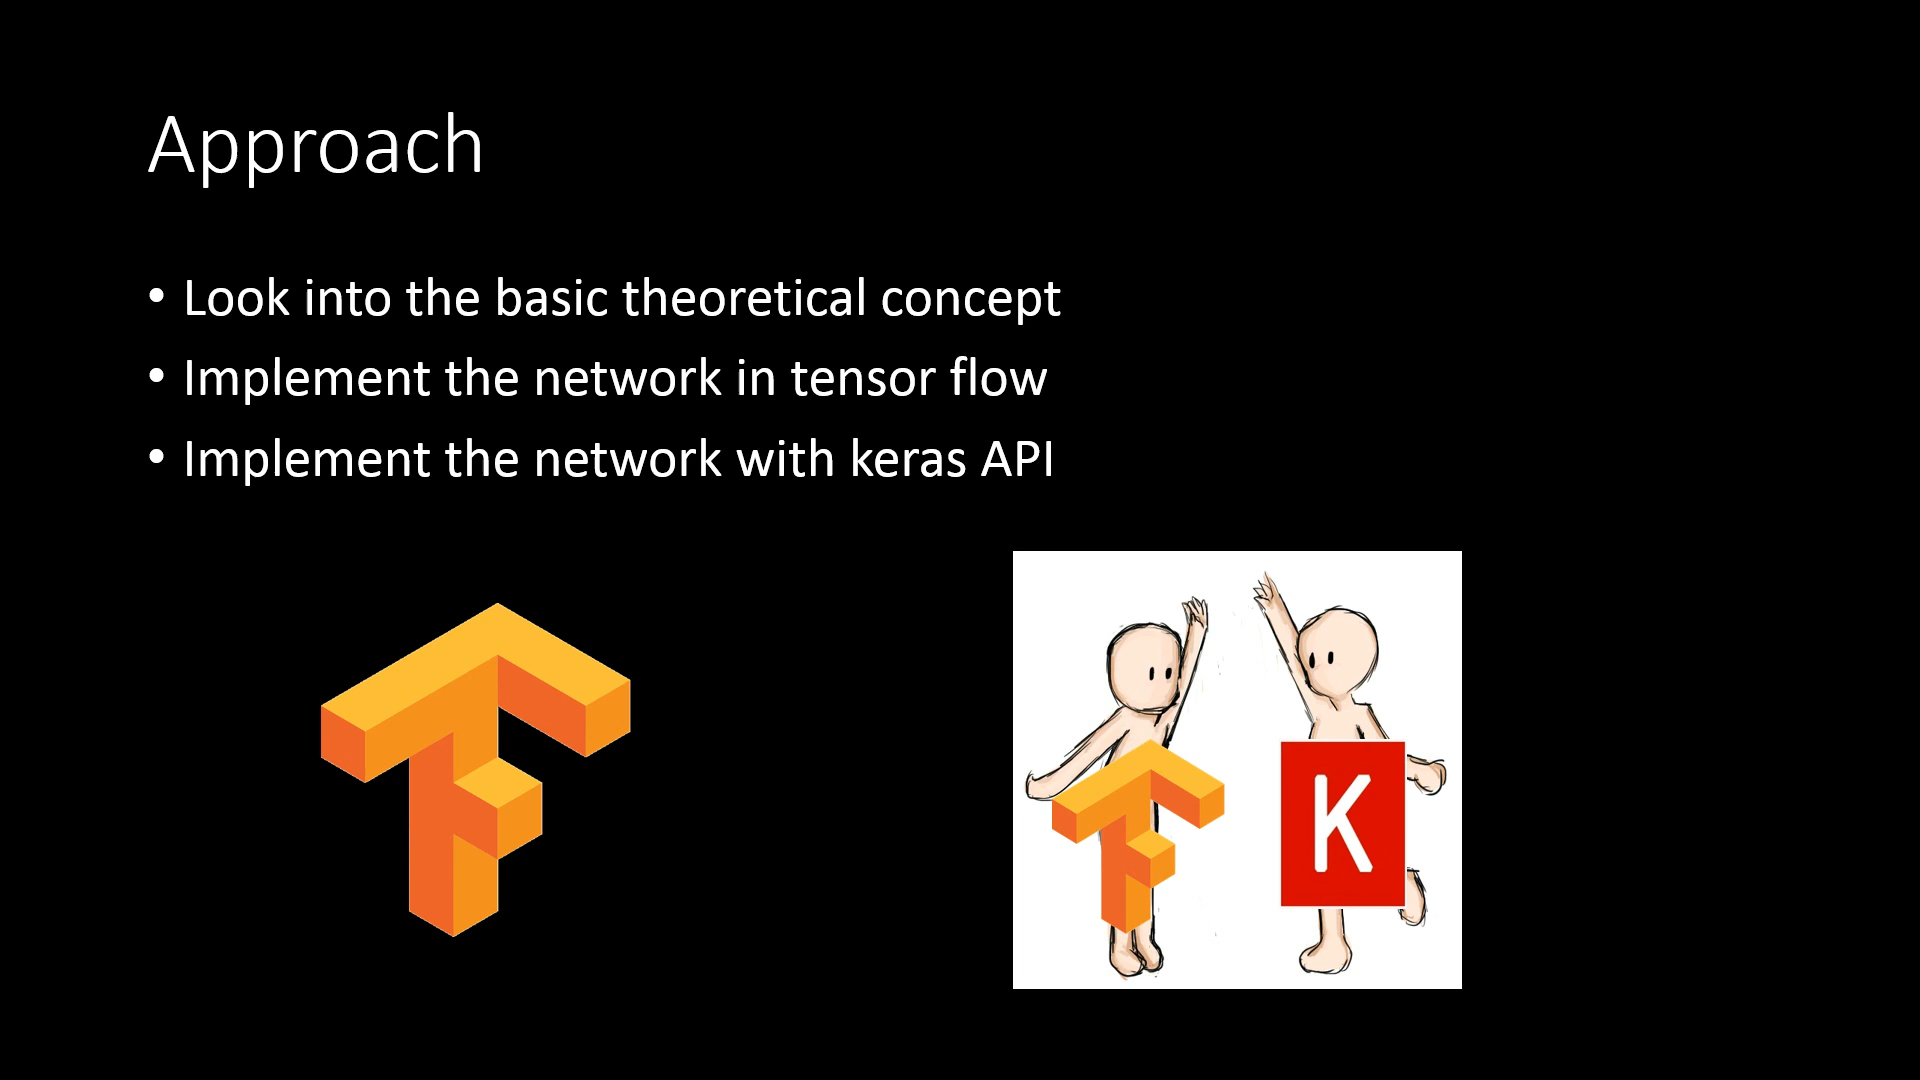 Approach
• Look into the basic theoretical concept
• Implement the network in tensor flow
• Implement the network with keras API
K